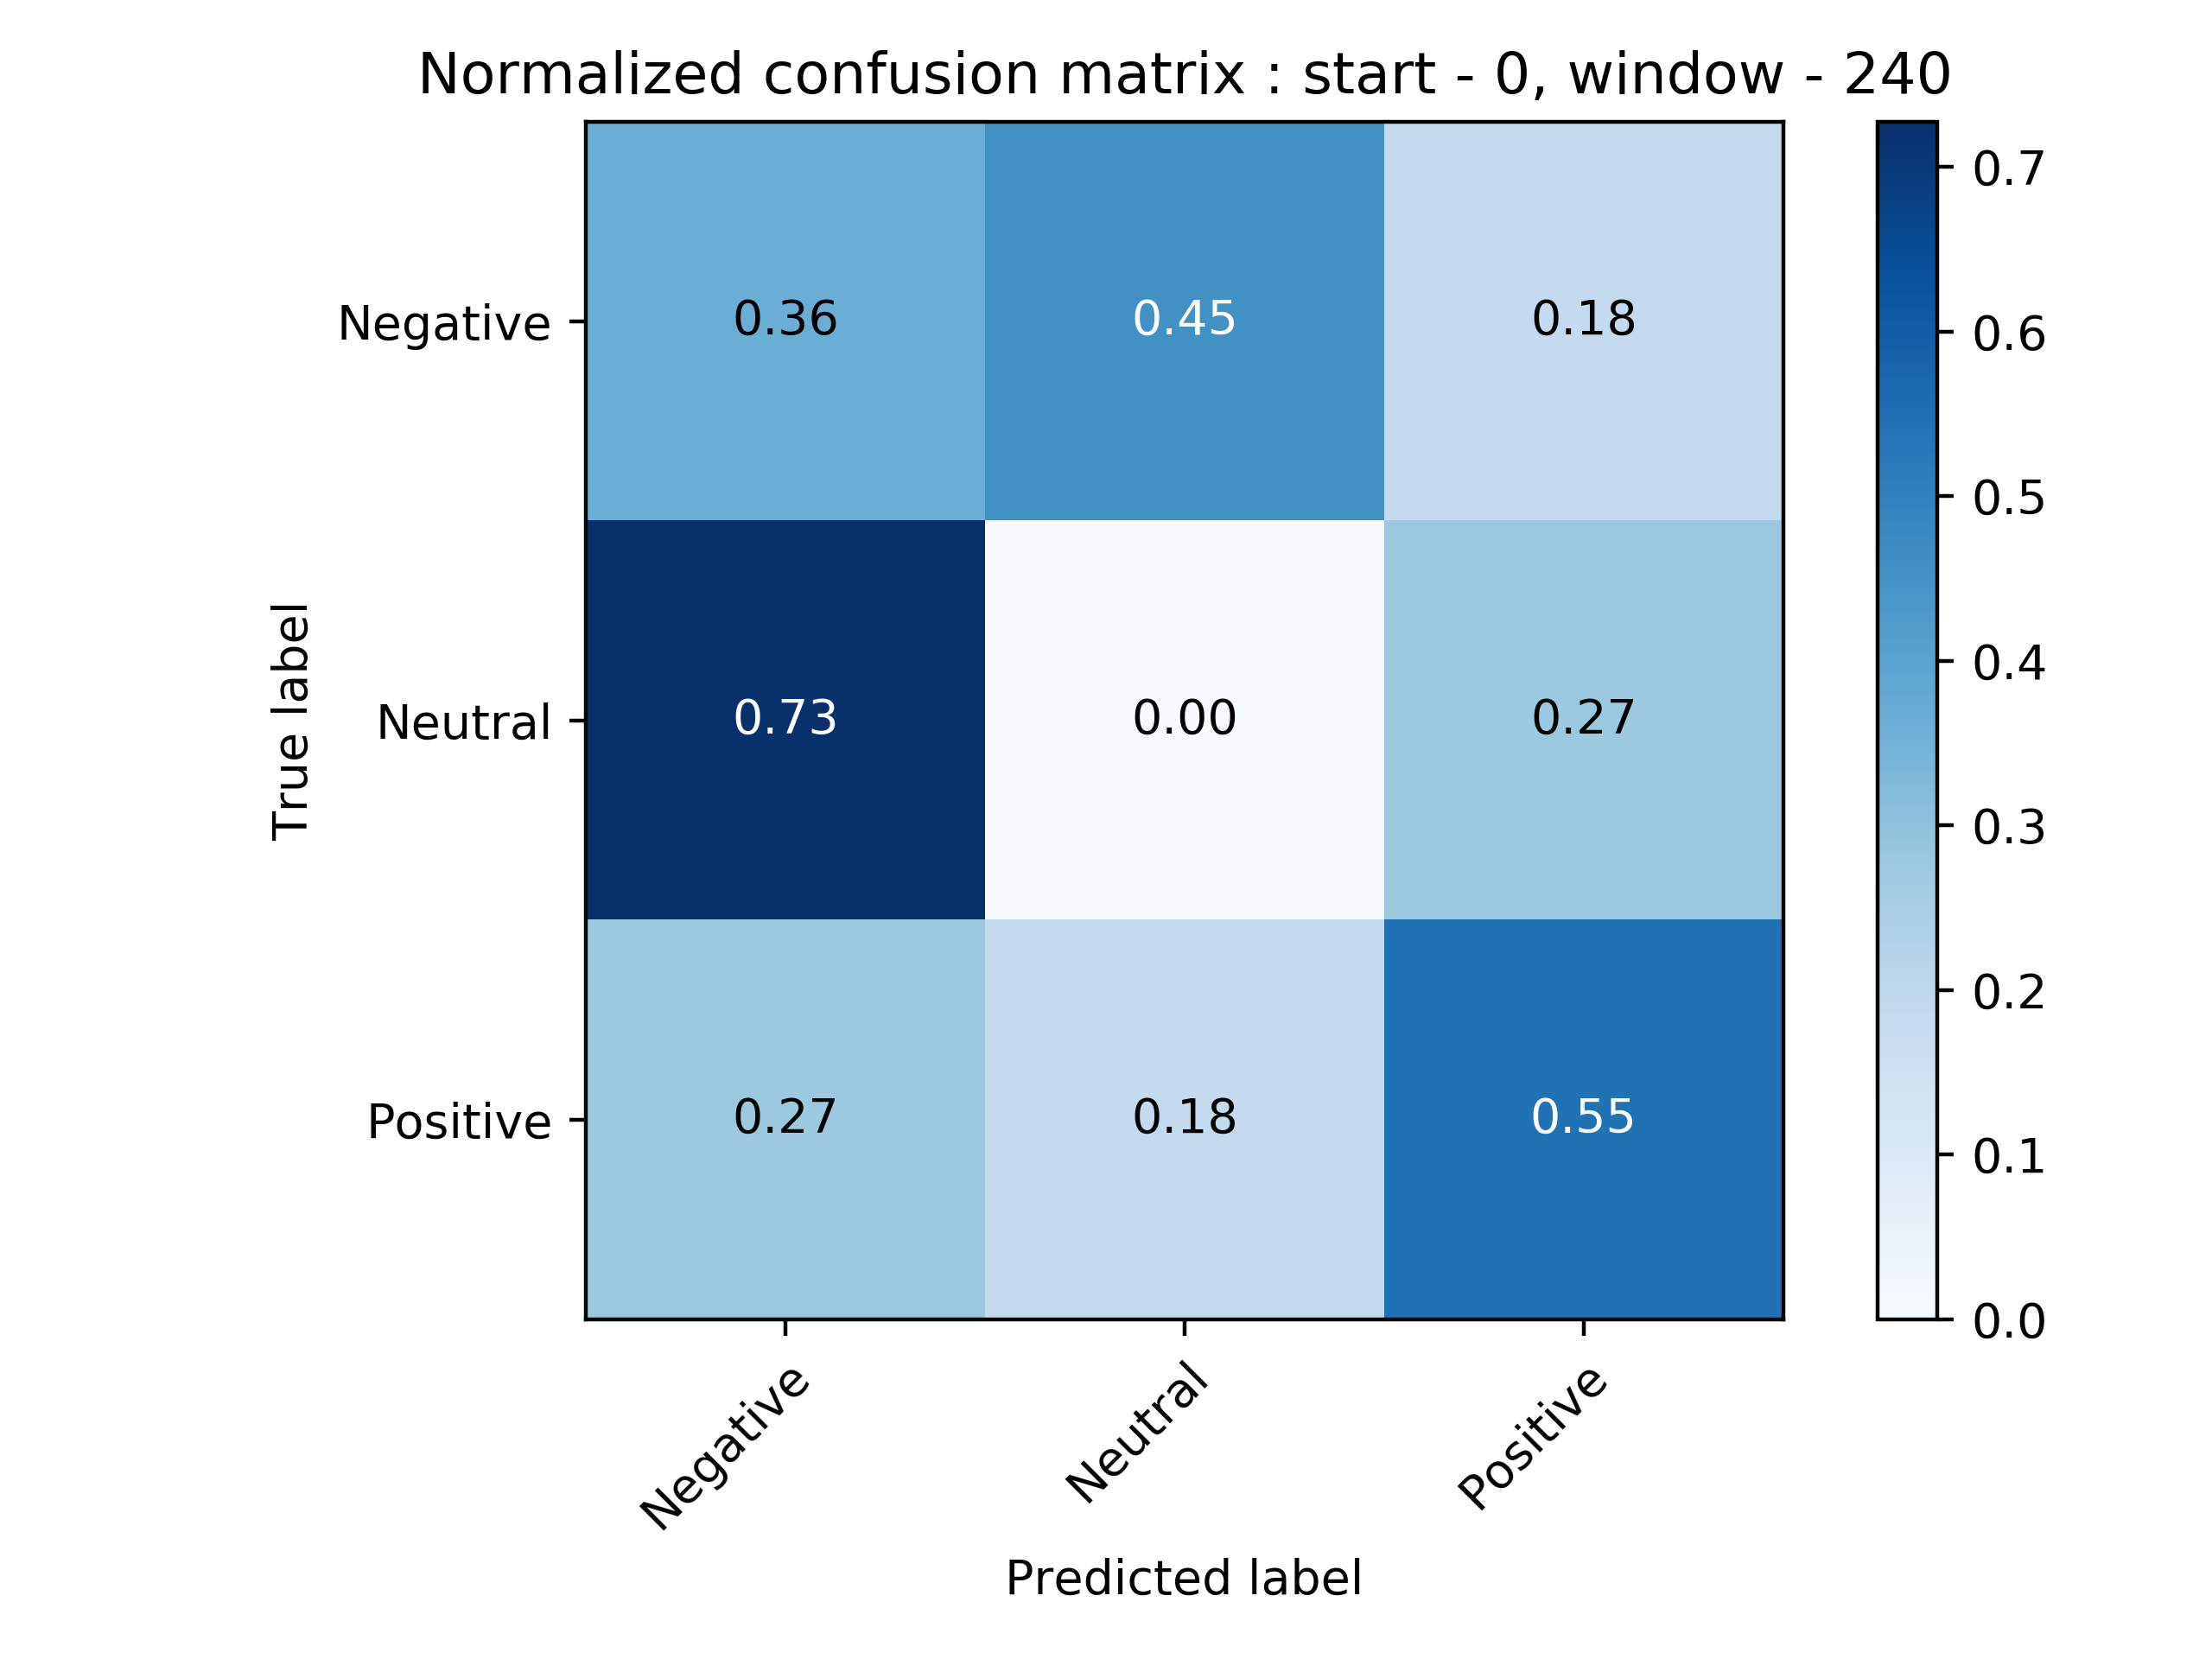 Normalized confusion matrix : start - 0, window - 240
True label
Negative
0.36 0.45 0.18
Neutral
0.73 0.00 0.27
Positive
0.27 0.18 0.55
Negative
Neutral
Positive
Predicted label
0.7
0.6
0.5
0.4
0.3
0.2
0.1
0.0